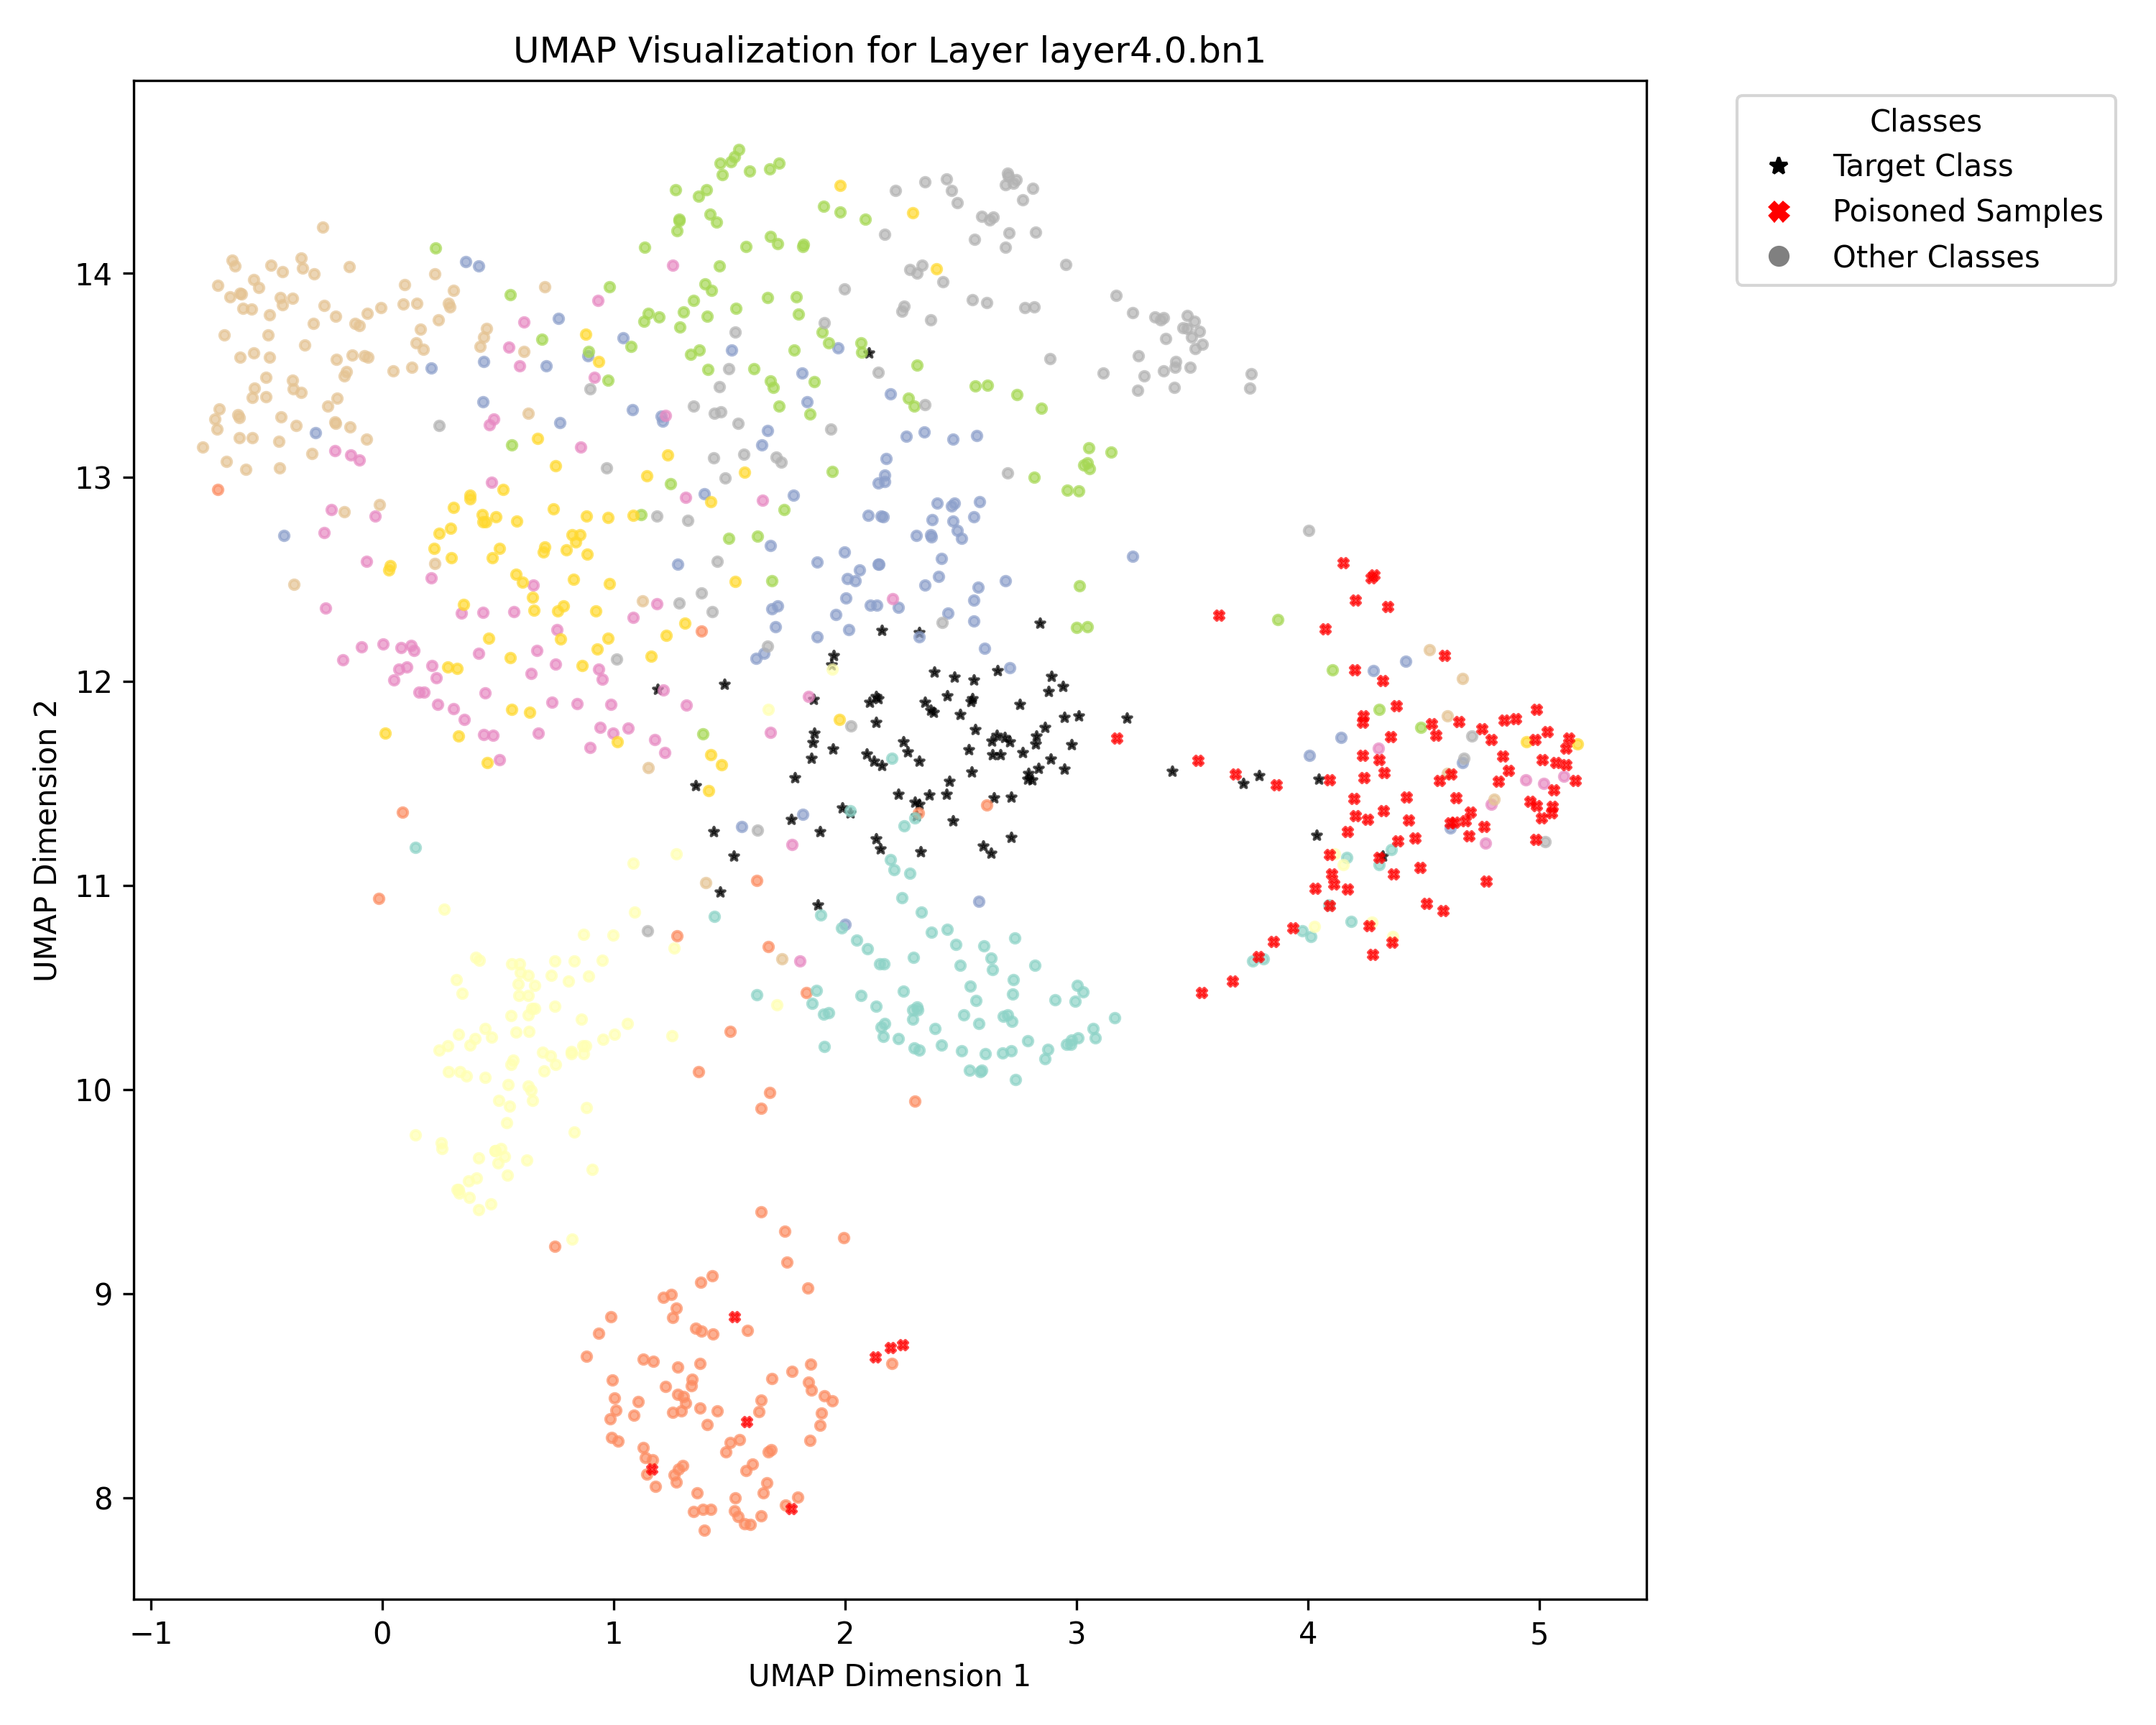 UMAP Visualization for Layer layer4.0.bn1
Classes
Target Class
Poisoned Samples
Other Classes
UMAP Dimension 2
14
13
12
11
10
9
8
−1
0
1
2
3
4
5
UMAP Dimension 1